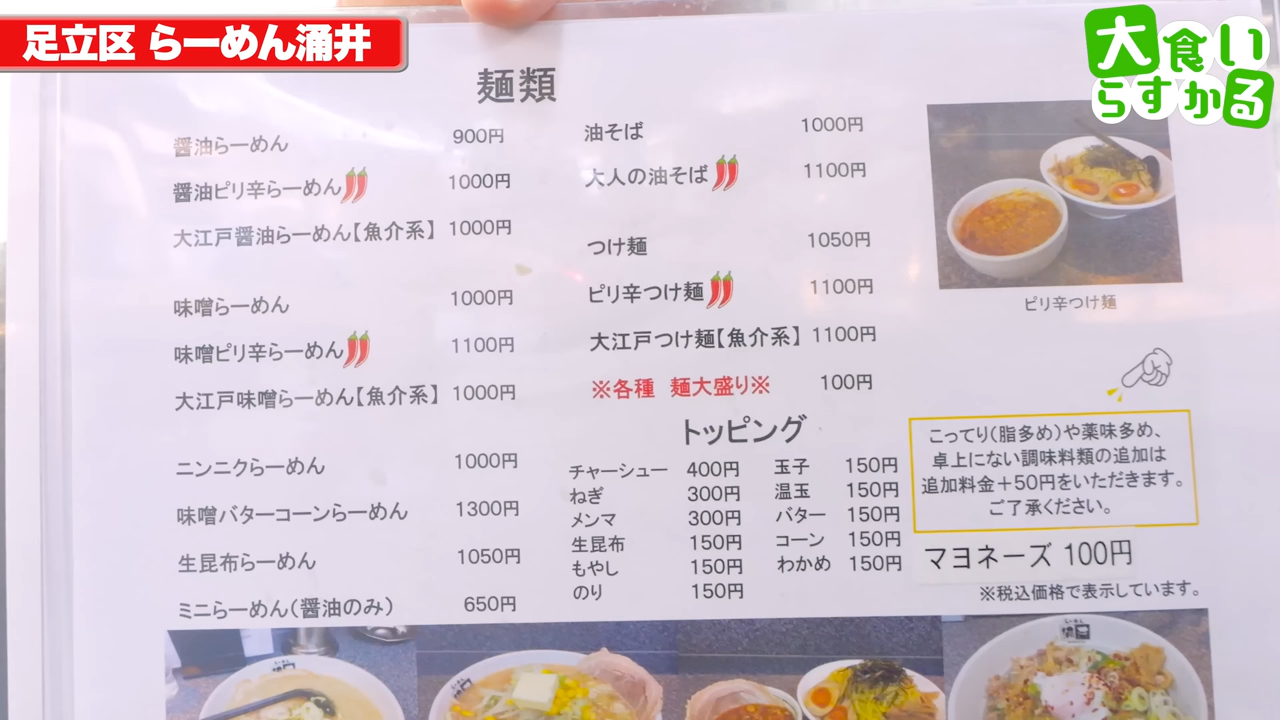 足立区 らーめん涌井
大食い
らすかる
麺類
醤油らーめん 900円
醤油ピリ辛らーめん 1000円
大江戸醤油らーめん【魚介系】 1000円
味噌らーめん 1000円
味噌ピリ辛らーめん 1100円
大江戸味噌らーめん【魚介系】 1000円
ニンニクらーめん 1000円
味噌バターコーンらーめん 1300円
生昆布らーめん 1050円
ミニらーめん(醤油のみ) 650円
油そば 1000円
大人の油そば 1100円
つけ麺 1050円
ピリ辛つけ麺 1100円
大江戸つけ麺【魚介系】 1100円
※各種 麺大盛り※ 100円
トッピング
チャーシュー 400円 玉子 150円
ねぎ 300円 温玉 150円
メンマ 300円 バター 150円
生昆布 150円 コーン 150円
もやし 150円 わかめ 150円
のり 150円
ピリ辛つけ麺
こってり(脂多め)や薬味多め、
卓上にない調味料類の追加は
追加料金+50円をいただきます。
ご了承ください。
マヨネーズ 100円
※税込価格で表示しています。